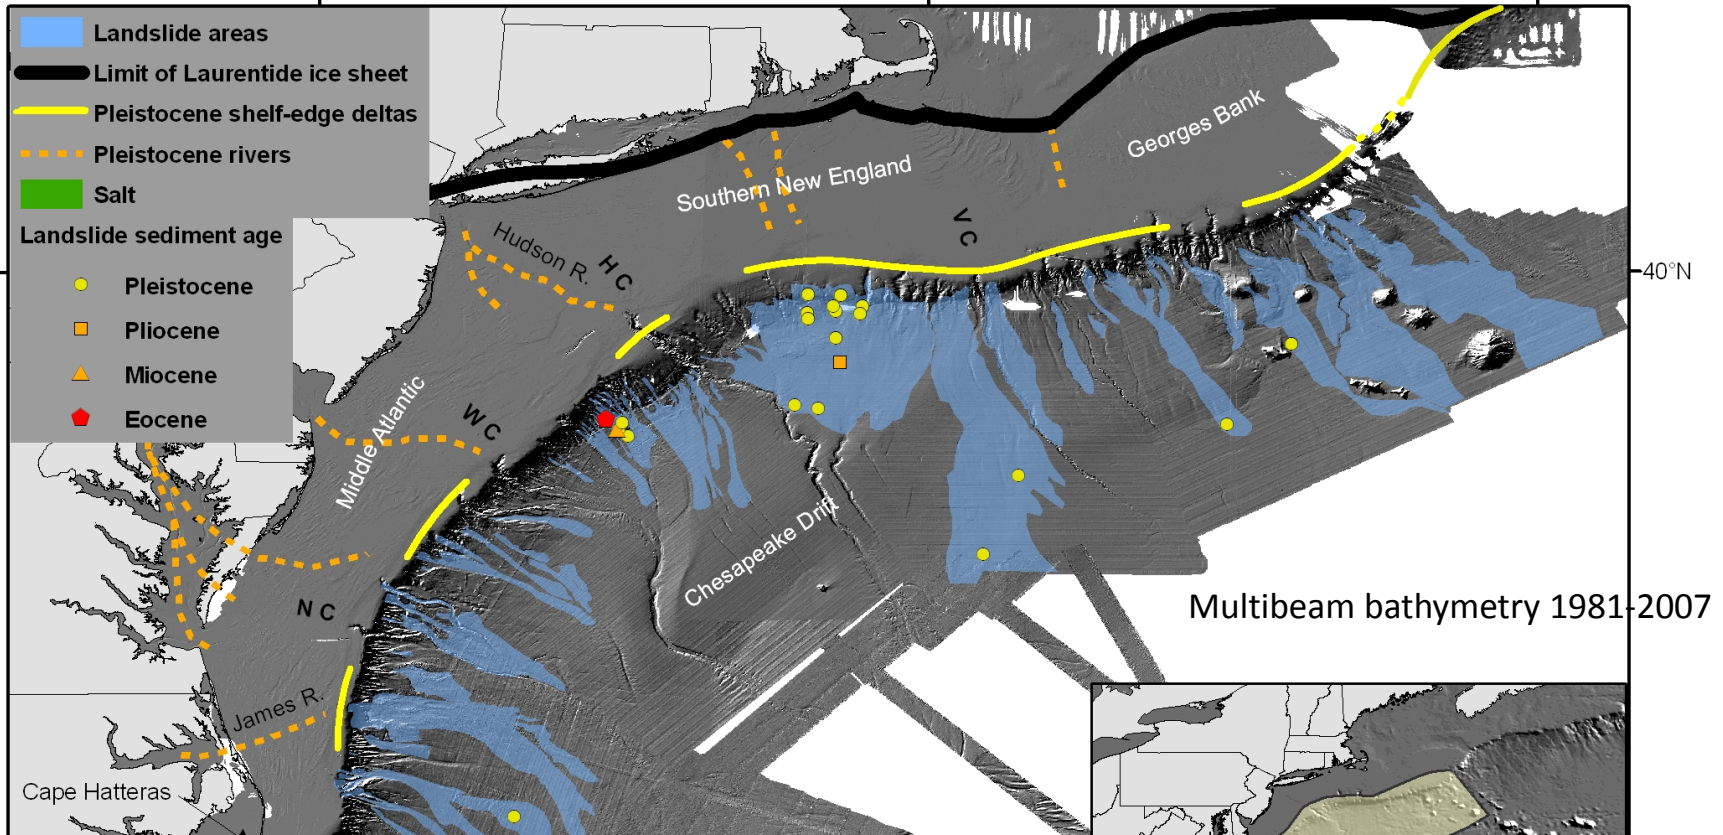 Landslide areas
Limit of Laurentide ice sheet
Pleistocene shelf-edge deltas
Pleistocene rivers
Salt
Landslide sediment age
Pleistocene
Pliocene
Miocene
Eocene
Georges Bank
Southern New England
V C
Hudson R.
H C
40°N
Middle Atlantic
W C
Chesapeake Drift
N C
Multibeam bathymetry 1981-2007
James R.
Cape Hatteras